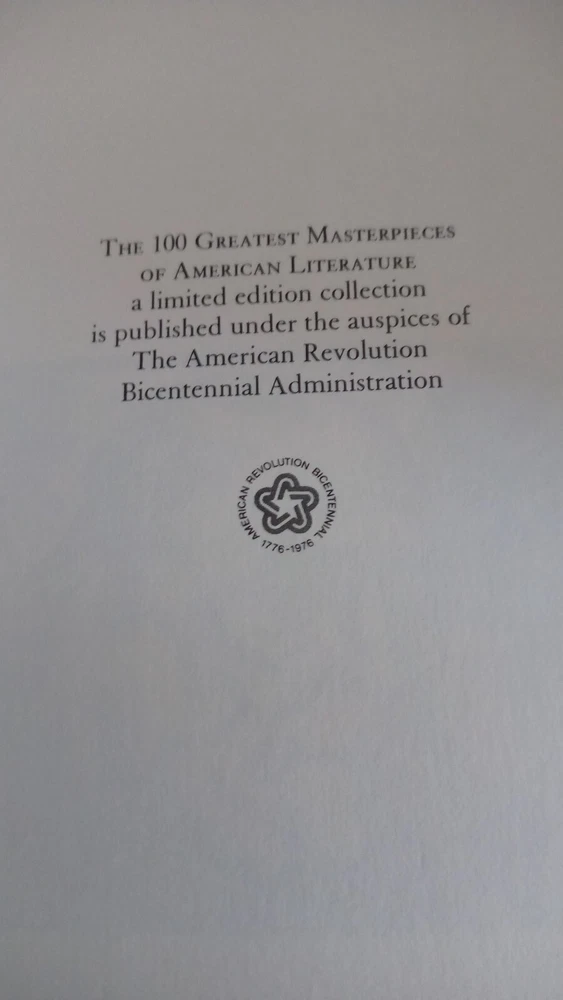 THE 100 GREATEST MASTERPIECES
OF AMERICAN LITERATURE
a limited edition collection
is published under the auspices of
The American Revolution
Bicentennial Administration
AMERICAN REVOLUTION BICENTENNIAL
1776-1976